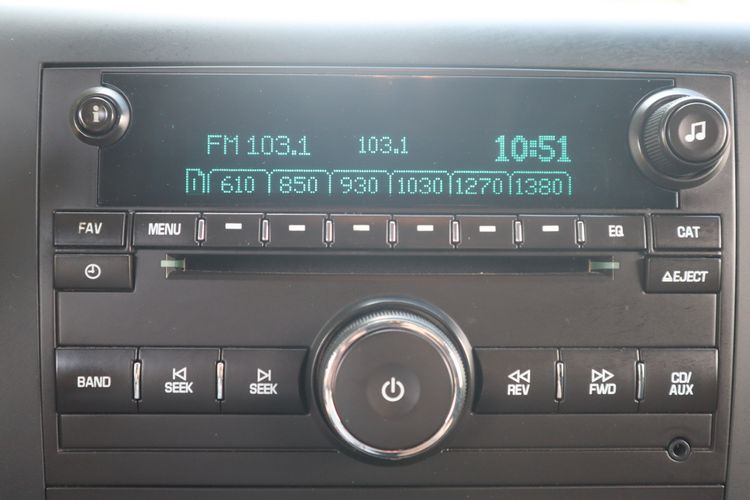 FM 103.1 103.1 10:51
1 610 850 930 1030 1270 1380
FAV MENU EQ CAT
EJECT
BAND SEEK SEEK REV FWD CD/
AUX